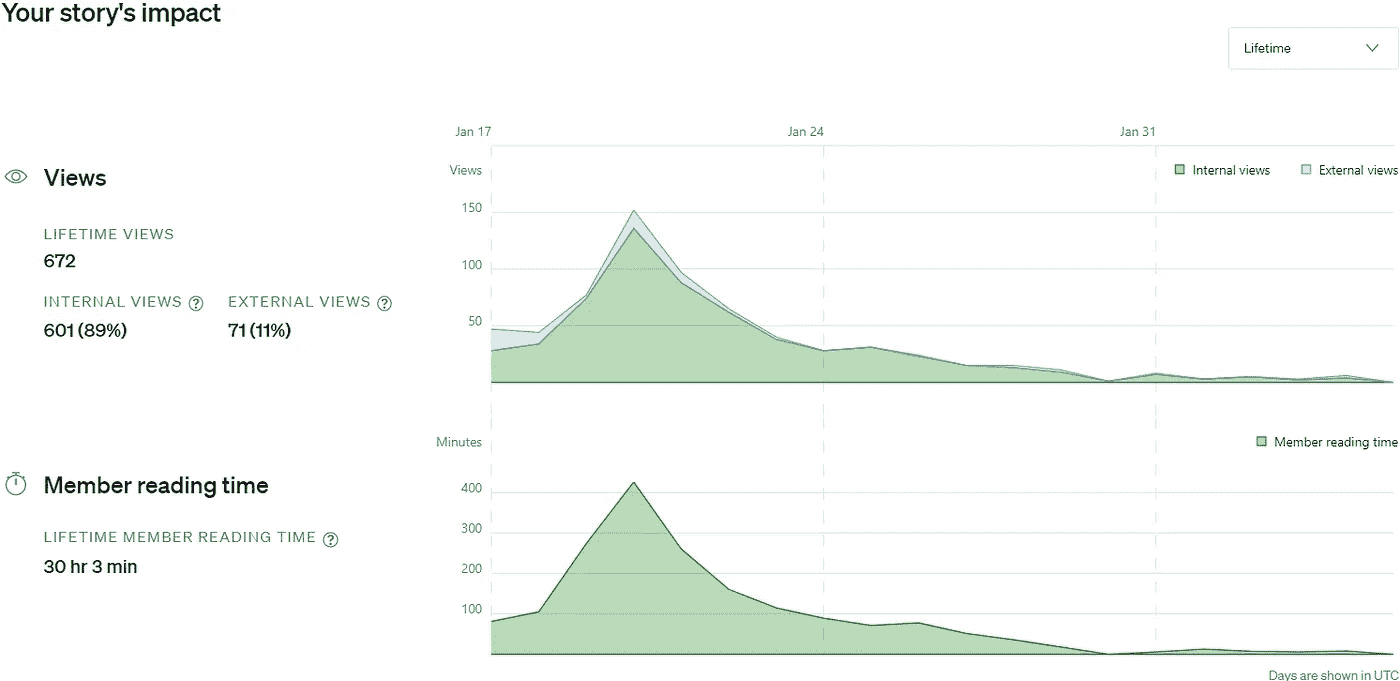 Your story's impact
Lifetime
Jan 17
Jan 24
Jan 31
Views
LIFETIME VIEWS
672
INTERNAL VIEWS ?
EXTERNAL VIEWS ?
601 (89%)
71 (11%)
Views
Internal views
External views
150
100
50
Member reading time
LIFETIME MEMBER READING TIME ?
30 hr 3 min
Minutes
Member reading time
400
300
200
100
Days are shown in UTC